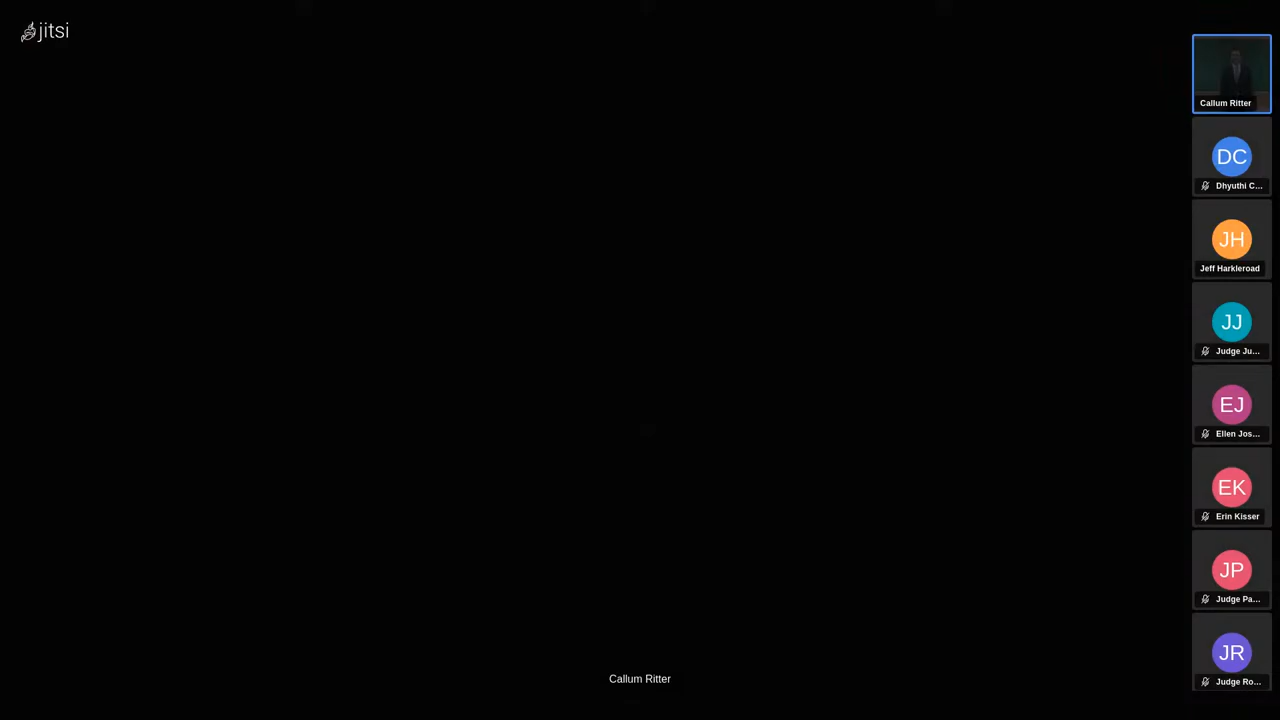 jitsi
Callum Ritter
DC
Dhyuthi C...
JH
Jeff Harkleroad
JJ
Judge Ju...
EJ
Ellen Jos...
EK
Erin Kisser
JP
Judge Pa...
JR
Judge Ro...
Callum Ritter